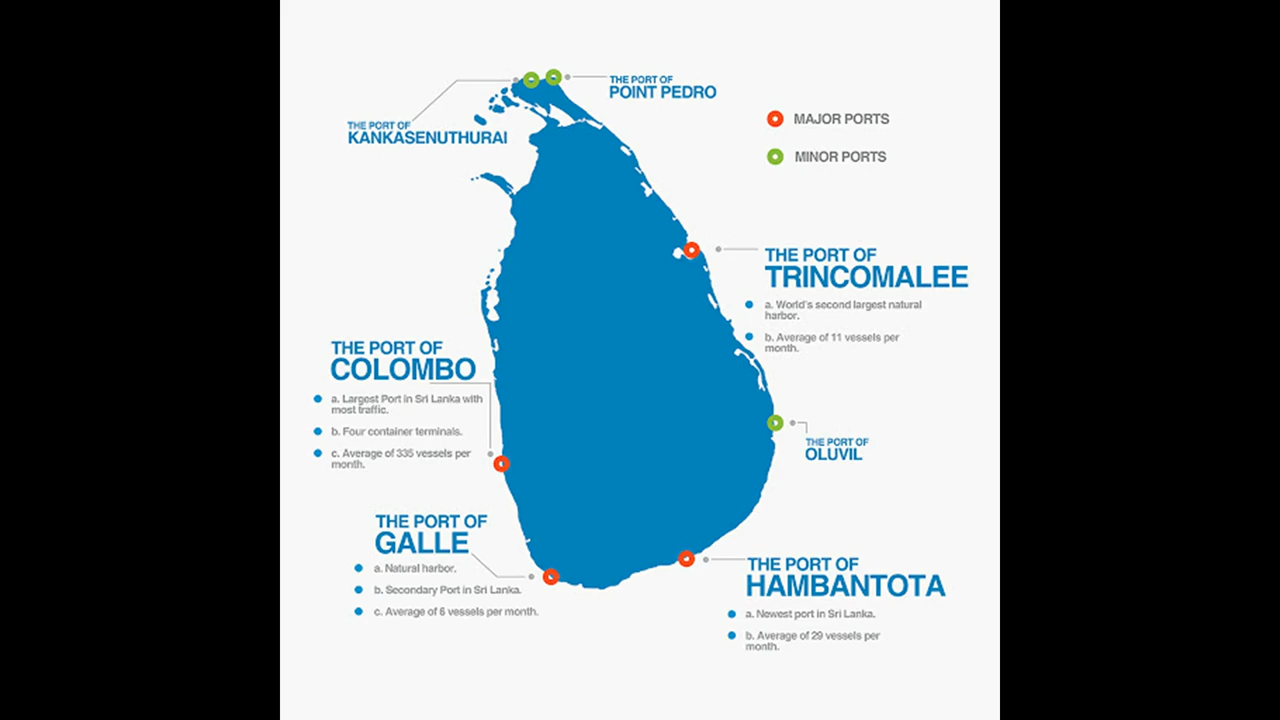 THE PORT OF
POINT PEDRO
THE PORT OF
KANKASENUTHURAI
MAJOR PORTS
MINOR PORTS
THE PORT OF
TRINCOMALEE
a. World's second largest natural
harbor.
b. Average of 11 vessels per
month.
THE PORT OF
COLOMBO
a. Largest Port in Sri Lanka with
most traffic.
b. Four container terminals.
c. Average of 335 vessels per
month.
THE PORT OF
OLUVIL
THE PORT OF
GALLE
a. Natural harbor.
b. Secondary Port in Sri Lanka.
c. Average of 6 vessels per month.
THE PORT OF
HAMBANTOTA
a. Newest port in Sri Lanka.
b. Average of 29 vessels per
month.